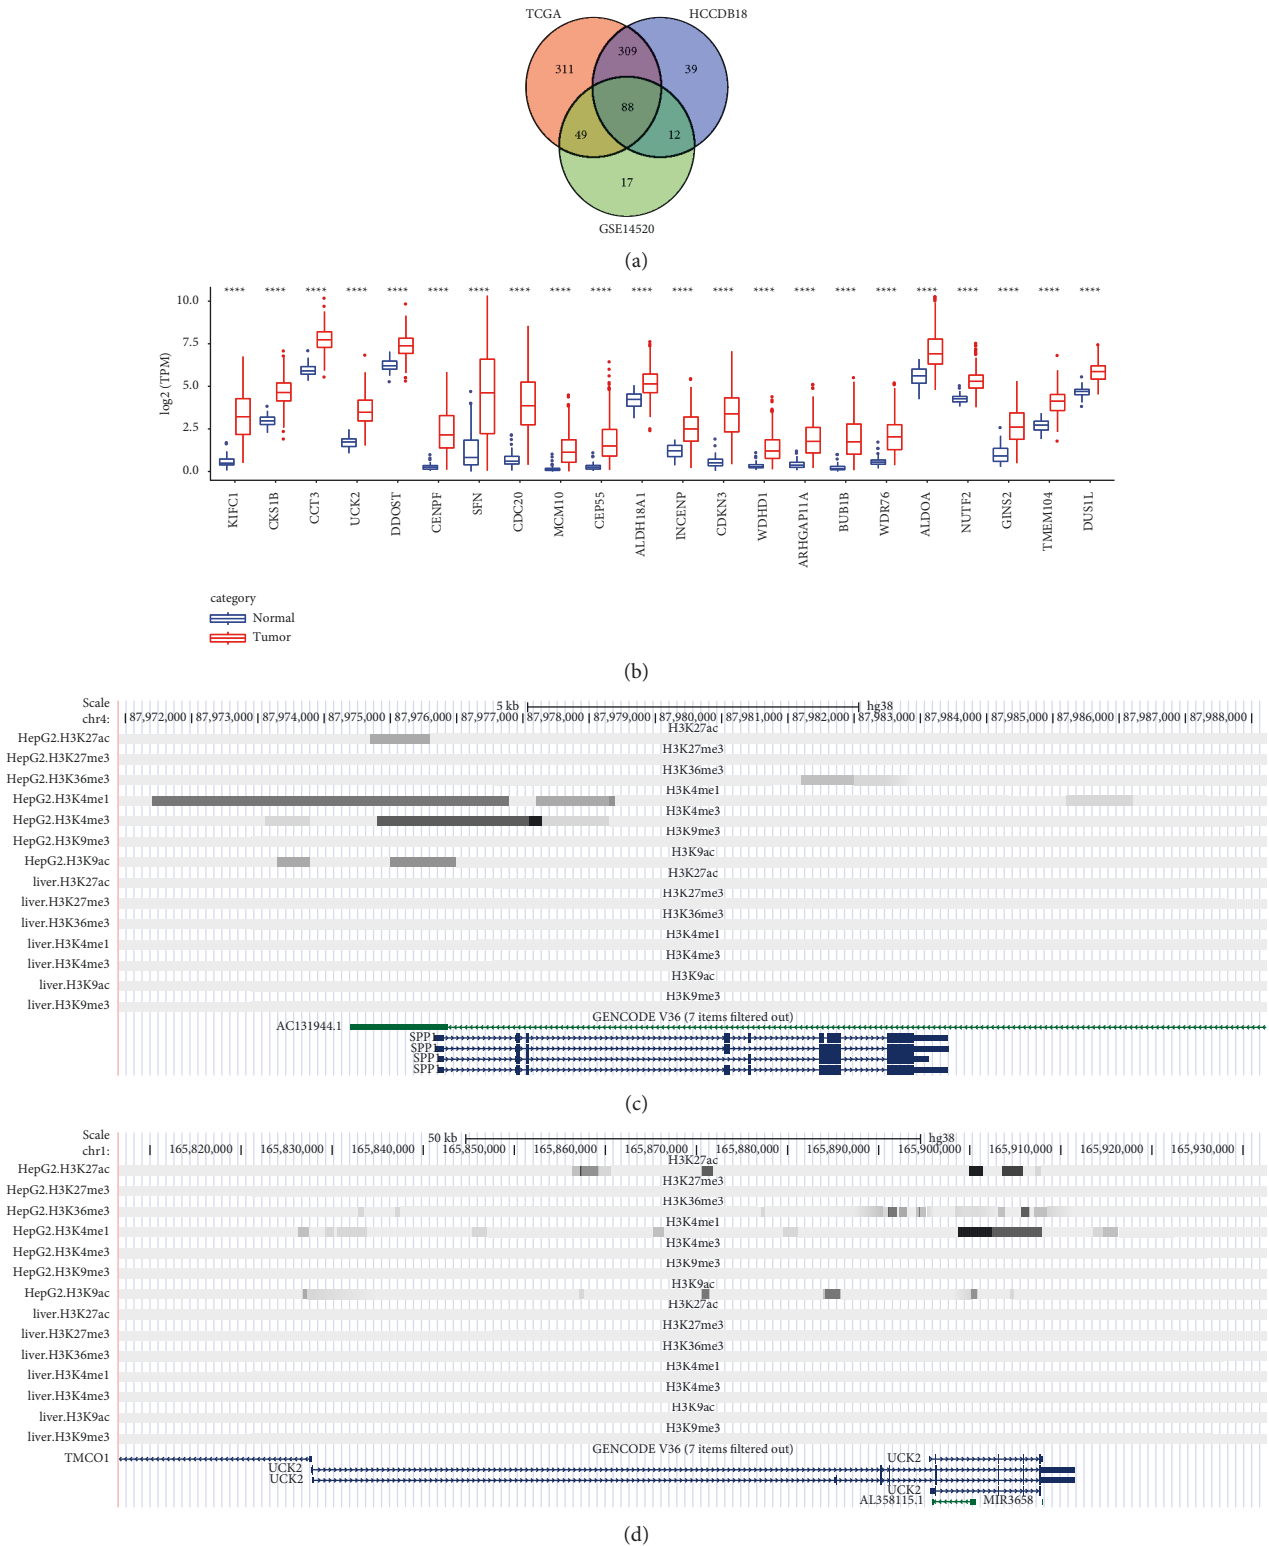 TCGA
HCCDB18
309
311
39
88
49
12
17
GSE14520
(a)
**** **** **** **** **** **** **** **** **** **** **** **** **** **** **** **** **** **** **** **** **** ****
10.0
7.5
5.0
2.5
0.0
log2 (TPM)
KIFC1
CKS1B
CCT3
UCK2
DDOST
CENPF
SFN
CDC20
MCM10
CEP55
ALDH18A1
INCENP
CDKN3
WDHD1
ARHGAP11A
BUB1B
WDR76
ALDOA
NUTF2
GINS2
TMEM104
DUS1L
category
Normal
Tumor
(b)
Scale 5 kb hg38
chr4: 87,972,000 87,973,000 87,974,000 87,975,000 87,976,000 87,977,000 87,978,000 87,979,000 87,980,000 87,981,000 87,982,000 87,983,000 87,984,000 87,985,000 87,986,000 87,987,000 87,988,000
H3K27ac
HepG2.H3K27ac
H3K27me3
HepG2.H3K27me3
H3K36me3
HepG2.H3K36me3
H3K4me1
HepG2.H3K4me1
H3K4me3
HepG2.H3K4me3
H3K9me3
HepG2.H3K9me3
H3K9ac
HepG2.H3K9ac
H3K27ac
liver.H3K27ac
H3K27me3
liver.H3K27me3
H3K36me3
liver.H3K36me3
H3K4me1
liver.H3K4me1
H3K4me3
liver.H3K4me3
H3K9ac
liver.H3K9ac
H3K9me3
liver.H3K9me3
GENCODE V36 (7 items filtered out)
AC131944.1
SPP1
SPP1
SPP1
SPP1
(c)
Scale 50 kb hg38
chr1: 165,820,000 165,830,000 165,840,000 165,850,000 165,860,000 165,870,000 165,880,000 165,890,000 165,900,000 165,910,000 165,920,000 165,930,000
H3K27ac
HepG2.H3K27ac
H3K27me3
HepG2.H3K27me3
H3K36me3
HepG2.H3K36me3
H3K4me1
HepG2.H3K4me1
H3K4me3
HepG2.H3K4me3
H3K9me3
HepG2.H3K9me3
H3K9ac
HepG2.H3K9ac
H3K27ac
liver.H3K27ac
H3K27me3
liver.H3K27me3
H3K36me3
liver.H3K36me3
H3K4me1
liver.H3K4me1
H3K4me3
liver.H3K4me3
H3K9ac
liver.H3K9ac
H3K9me3
liver.H3K9me3
GENCODE V36 (7 items filtered out)
TMCO1 UCK2
UCK2
UCK2
UCK2
AL358115.1 MIR3658
(d)